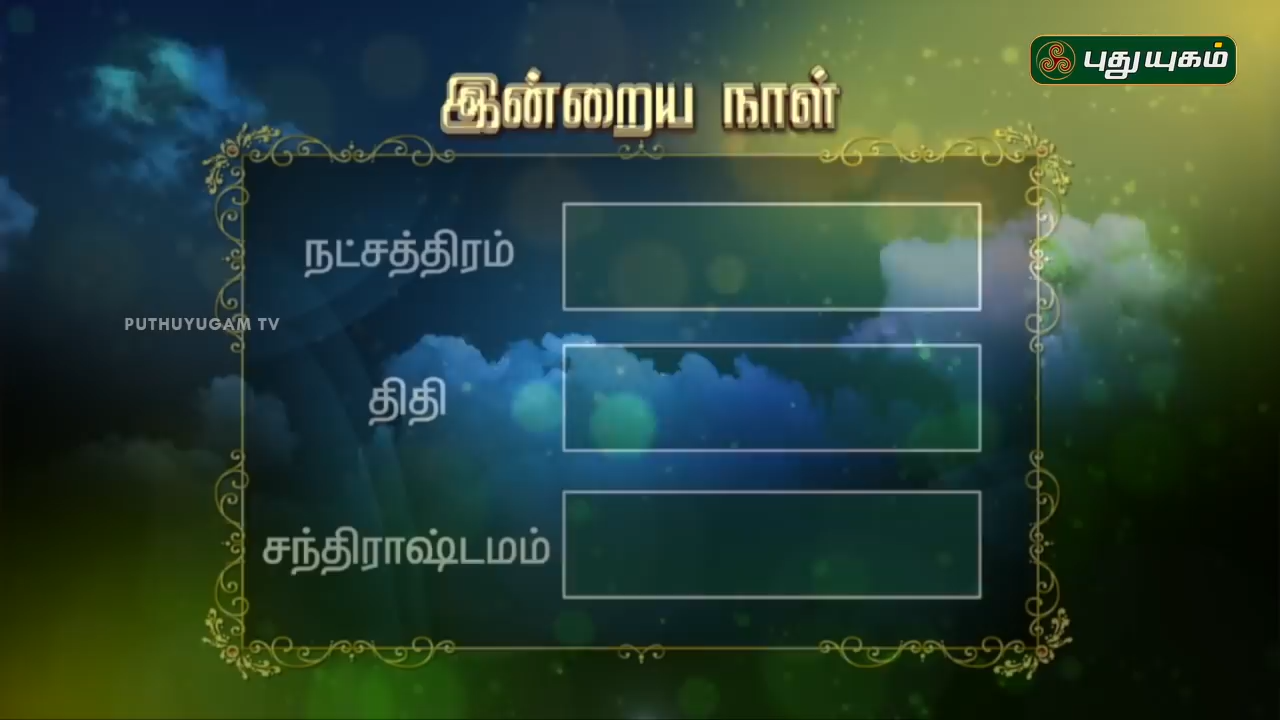 புதுயுகம்
இன்றைய நாள்
நட்சத்திரம்
PUTHUYUGAM TV
திதி
சந்திராஷ்டமம்